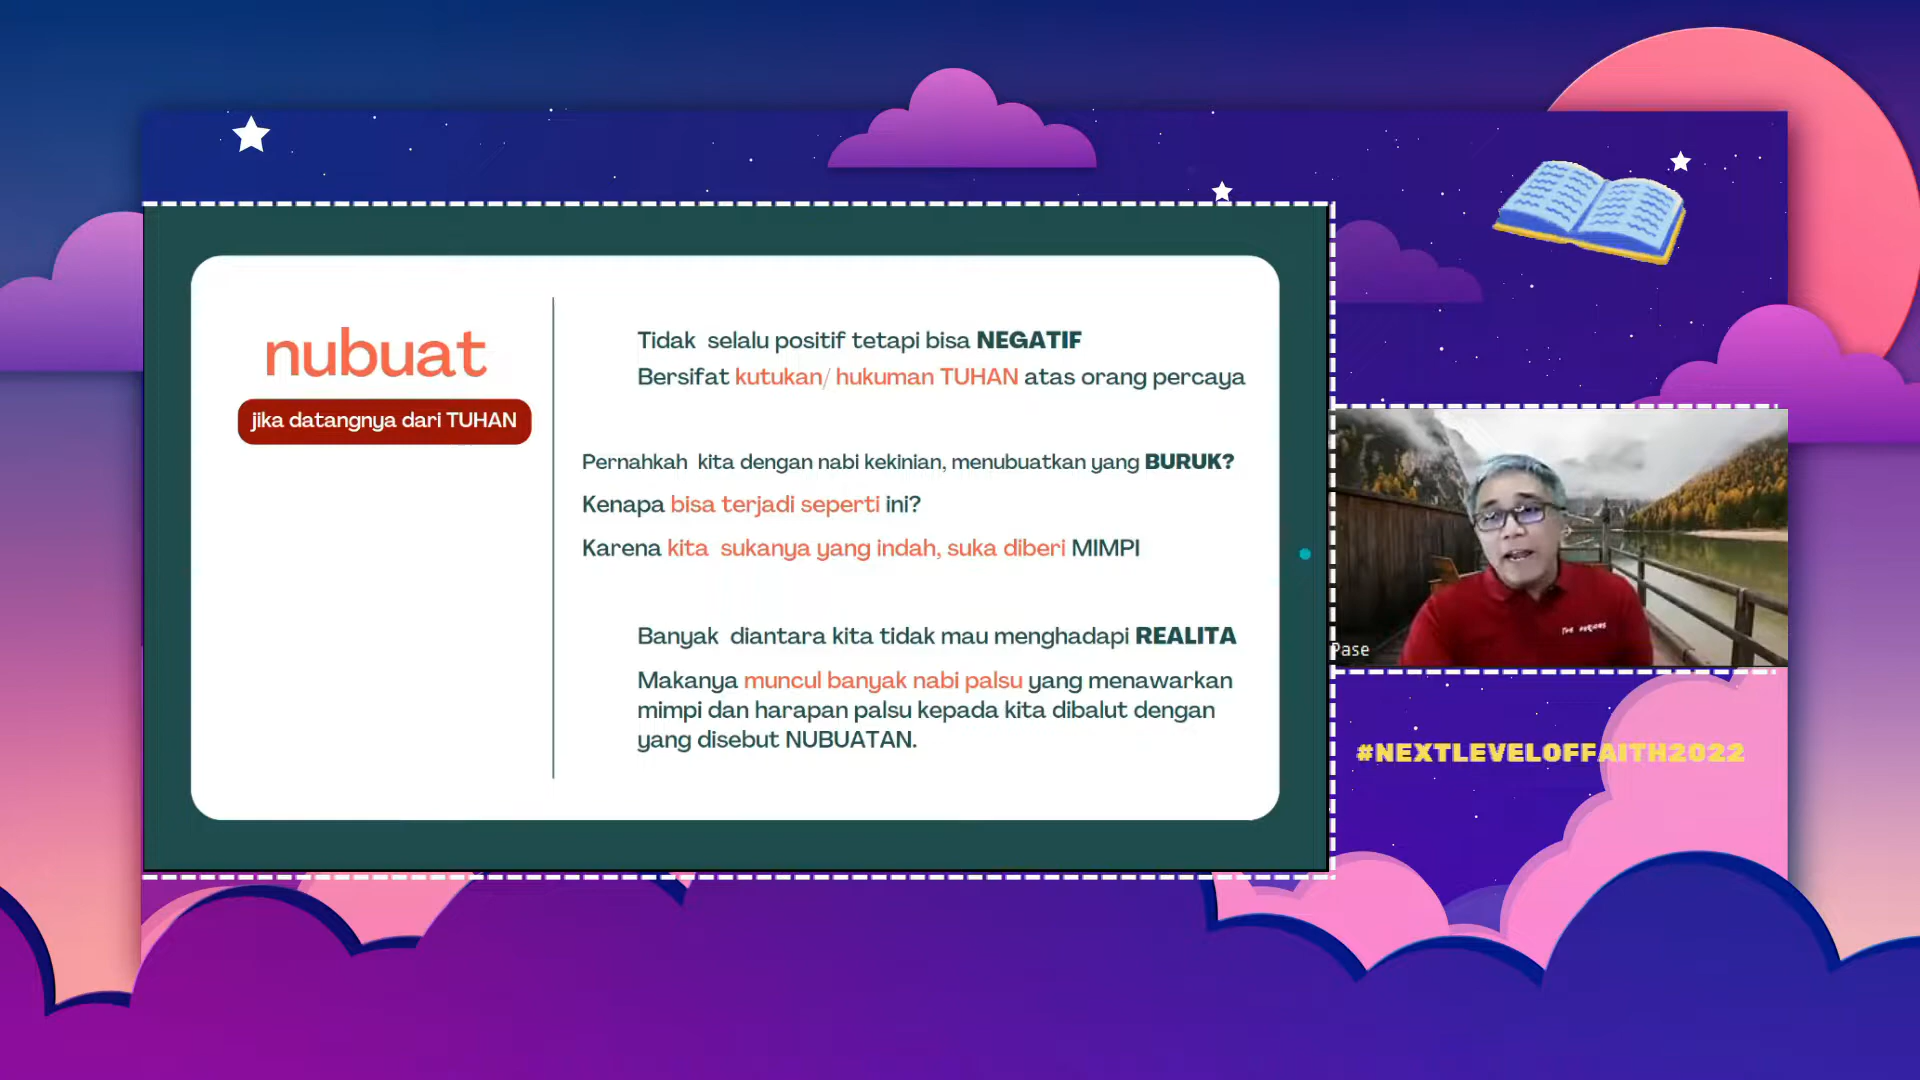 nubuat
jika datangnya dari TUHAN
Tidak selalu positif tetapi bisa NEGATIF
Bersifat kutukan/ hukuman TUHAN atas orang percaya
Pernahkah kita dengan nabi kekinian, menubuatkan yang BURUK?
Kenapa bisa terjadi seperti ini?
Karena kita sukanya yang indah, suka diberi MIMPI
Banyak diantara kita tidak mau menghadapi REALITA
Makanya muncul banyak nabi palsu yang menawarkan
mimpi dan harapan palsu kepada kita dibalut dengan
yang disebut NUBUATAN.
Pase
#NEXTLEVELOFFAITH2022